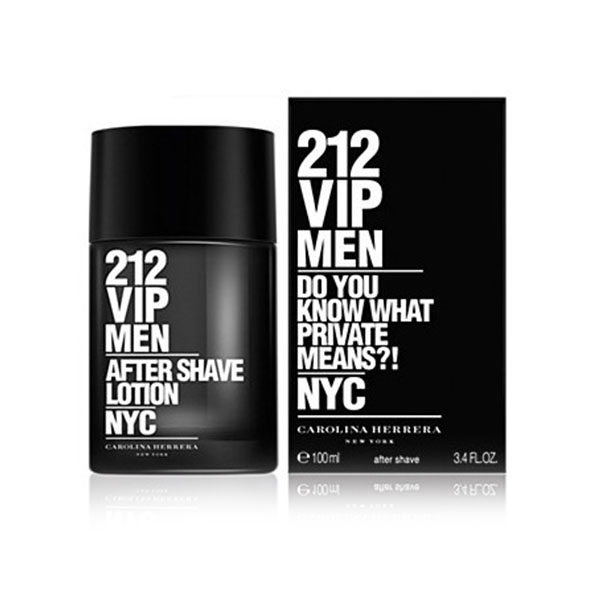 212
VIP
MEN
AFTER SHAVE
LOTION
NYC
CAROLINA HERRERA
NEW YORK
212
VIP
MEN
DO YOU
KNOW WHAT
PRIVATE
MEANS?!
NYC
CAROLINA HERRERA
NEW YORK
℮ 100 ml after shave 3.4 FL.OZ.